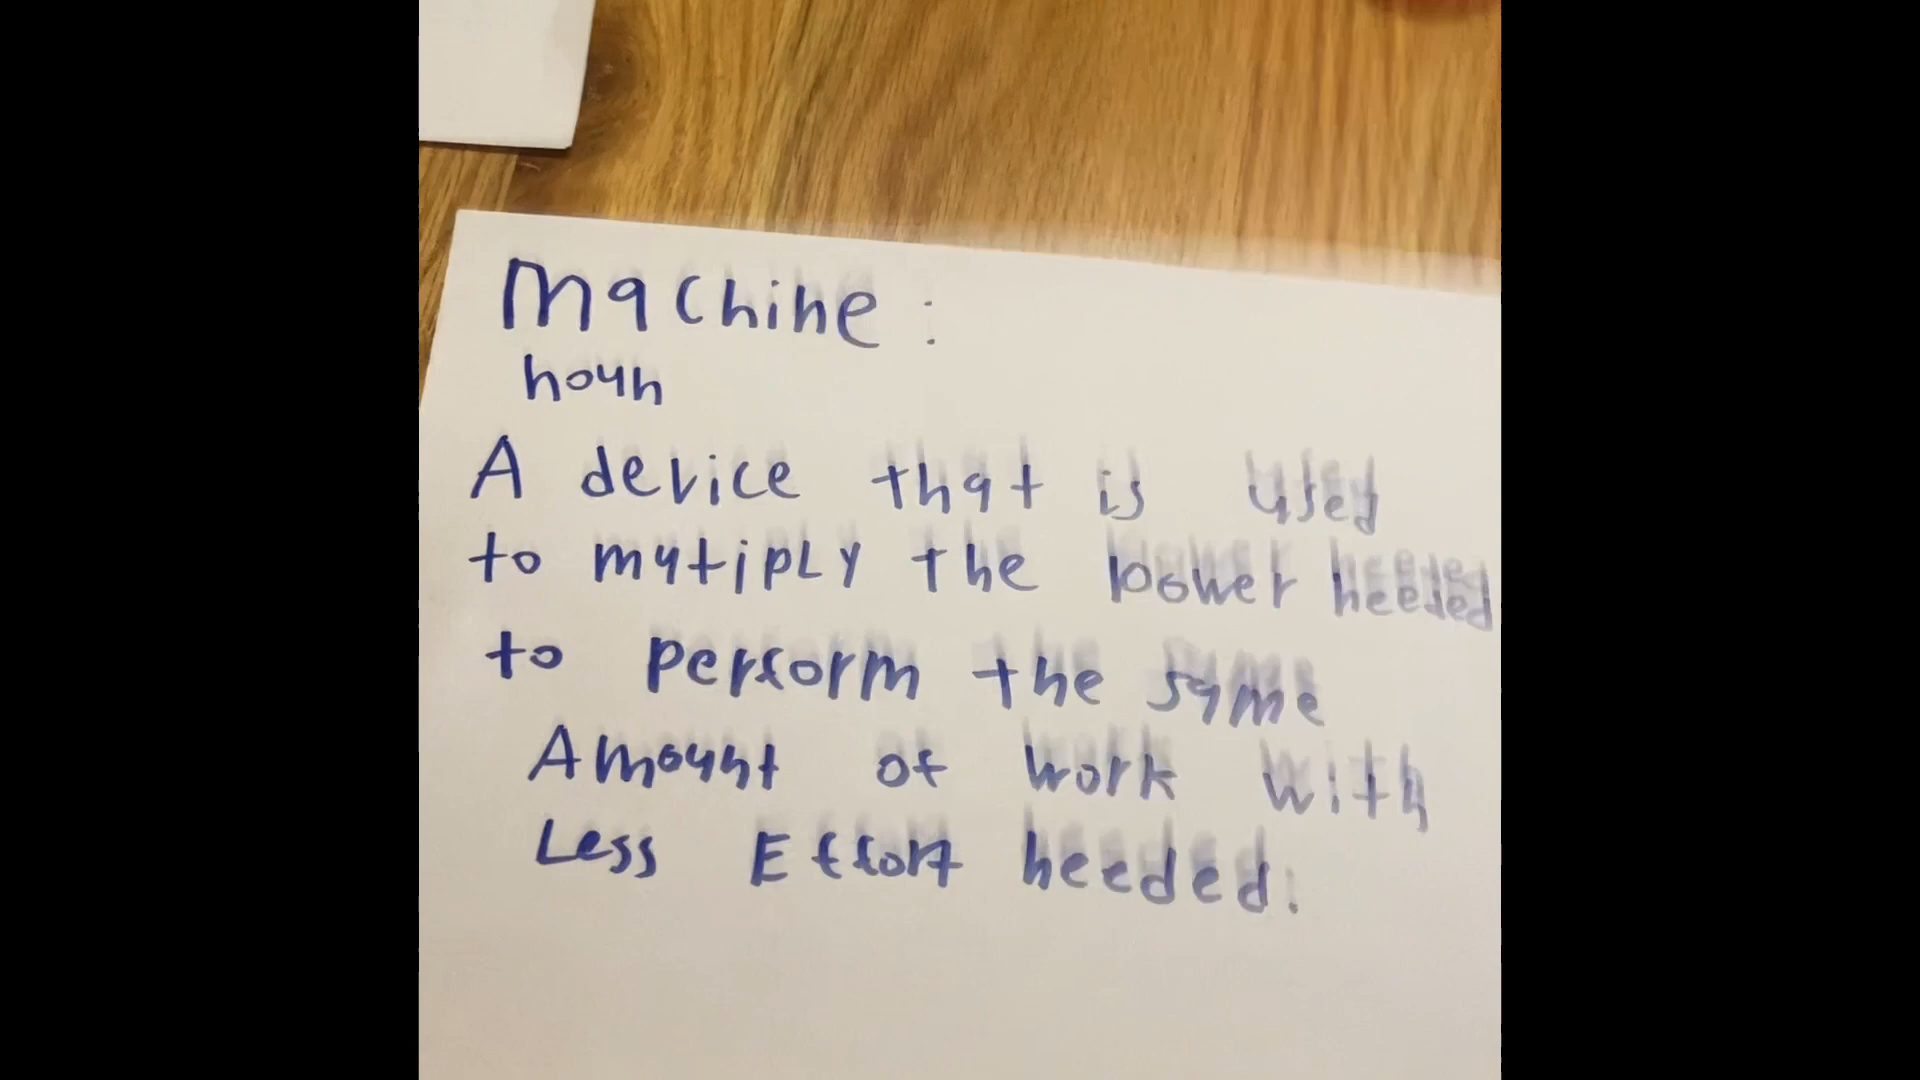 Machine:
noun
A device that is used
to mutiply the power needed
to perform the same
Amount of work with
Less Effort needed.